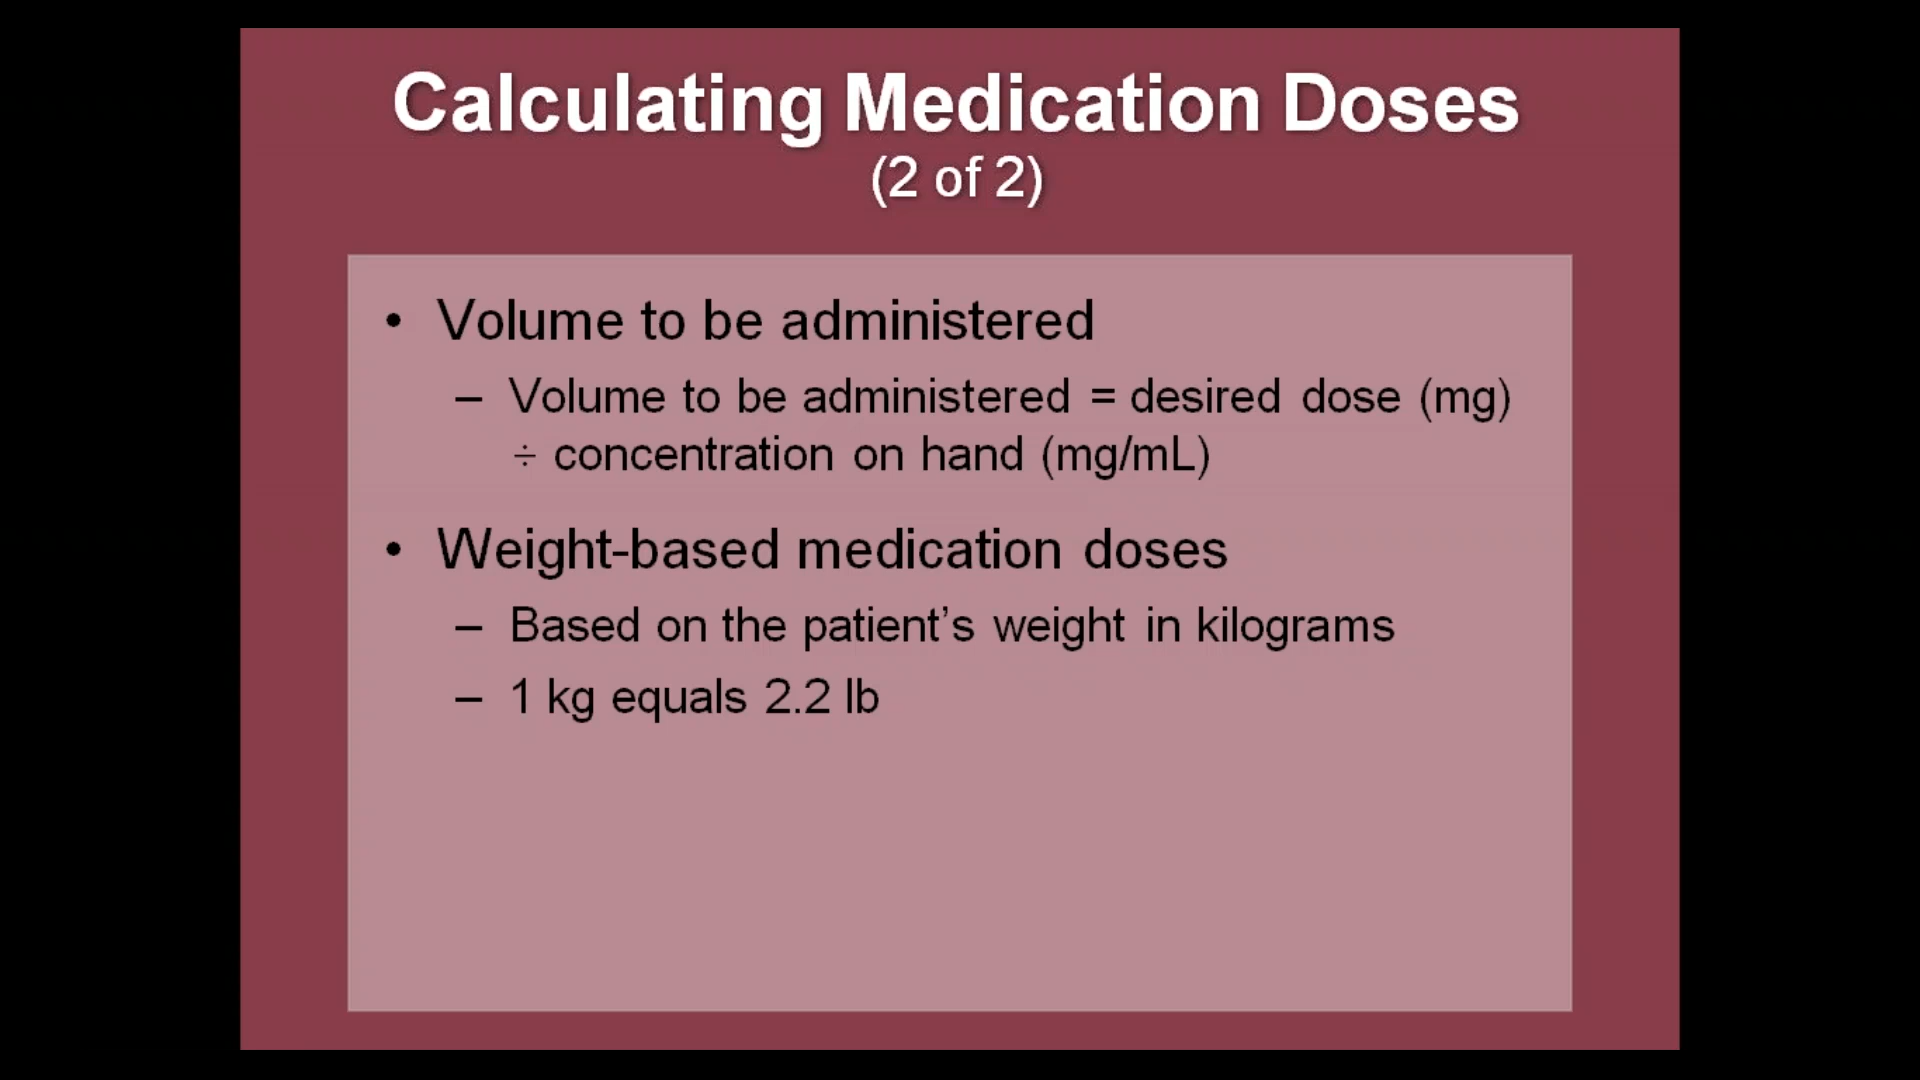 Calculating Medication Doses
(2 of 2)
• Volume to be administered
– Volume to be administered = desired dose (mg)
÷ concentration on hand (mg/mL)
• Weight-based medication doses
– Based on the patient’s weight in kilograms
– 1 kg equals 2.2 lb